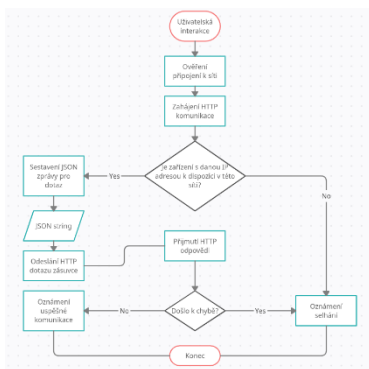 Uživatelská
interakce
Ověření
připojení k síti
Zahájení HTTP
komunikace
Je zařízení s danou IP
adresou k dispozici v této
síti?
Yes
No
Sestavení JSON
zprávy pro
dotaz
JSON string
Odeslání HTTP
dotazu zásuvce
Přijmutí HTTP
odpovědi
Došlo k chybě?
No
Yes
Oznámení
uspěšné
komunikace
Oznámení
selhání
Konec